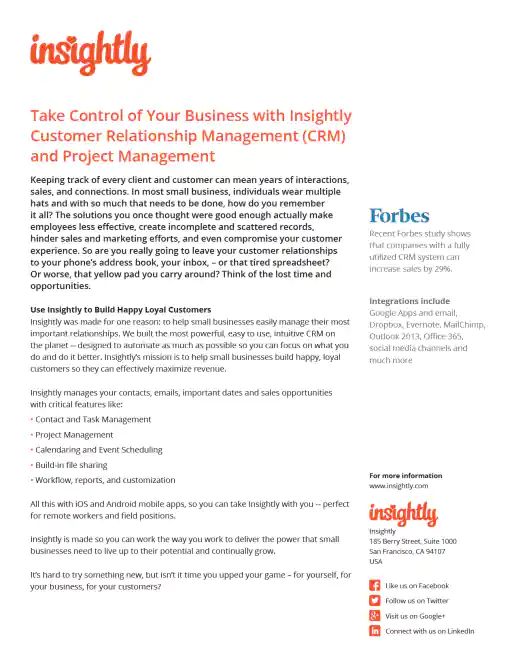 insightly
Take Control of Your Business with Insightly
Customer Relationship Management (CRM)
and Project Management
Keeping track of every client and customer can mean years of interactions,
sales, and connections. In most small business, individuals wear multiple
hats and with so much that needs to be done, how do you remember
it all? The solutions you once thought were good enough actually make
employees less effective, create incomplete and scattered records,
hinder sales and marketing efforts, and even compromise your customer
experience. So are you really going to leave your customer relationships
to your phone's address book, your inbox, – or that tired spreadsheet?
Or worse, that yellow pad you carry around? Think of the lost time and
opportunities.
Use Insightly to Build Happy Loyal Customers
Insightly was made for one reason: to help small businesses easily manage their most
important relationships. We built the most powerful, easy to use, intuitive CRM on
the planet -- designed to automate as much as possible so you can focus on what you
do and do it better. Insightly's mission is to help small businesses build happy, loyal
customers so they can effectively maximize revenue.
Insightly manages your contacts, emails, important dates and sales opportunities
with critical features like:
• Contact and Task Management
• Project Management
• Calendaring and Event Scheduling
• Build-in file sharing
• Workflow, reports, and customization
All this with iOS and Android mobile apps, so you can take Insightly with you -- perfect
for remote workers and field positions.
Insightly is made so you can work the way you work to deliver the power that small
businesses need to live up to their potential and continually grow.
It's hard to try something new, but isn't it time you upped your game – for yourself, for
your business, for your customers?
Forbes
Recent Forbes study shows
that companies with a fully
utilized CRM system can
increase sales by 29%.
Integrations include
Google Apps and email,
Dropbox, Evernote, MailChimp,
Outlook 2013, Office 365,
social media channels and
much more
For more information
www.insightly.com
insightly
Insightly
185 Berry Street, Suite 1000
San Francisco, CA 94107
USA
Like us on Facebook
Follow us on Twitter
Visit us on Google+
Connect with us on LinkedIn